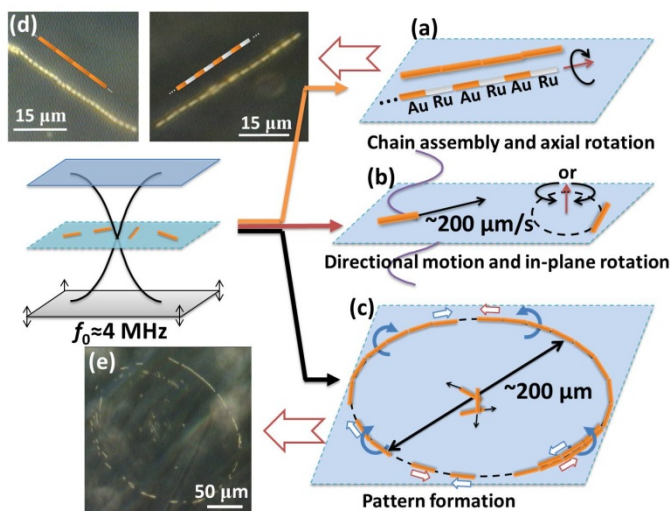 (d)
15 μm
15 μm
(a)
... Au Ru Au Ru Au Ru
Chain assembly and axial rotation
(b)
or
~200 μm/s
Directional motion and in-plane rotation
f₀≈4 MHz
(c)
~200 μm
Pattern formation
(e)
50 μm